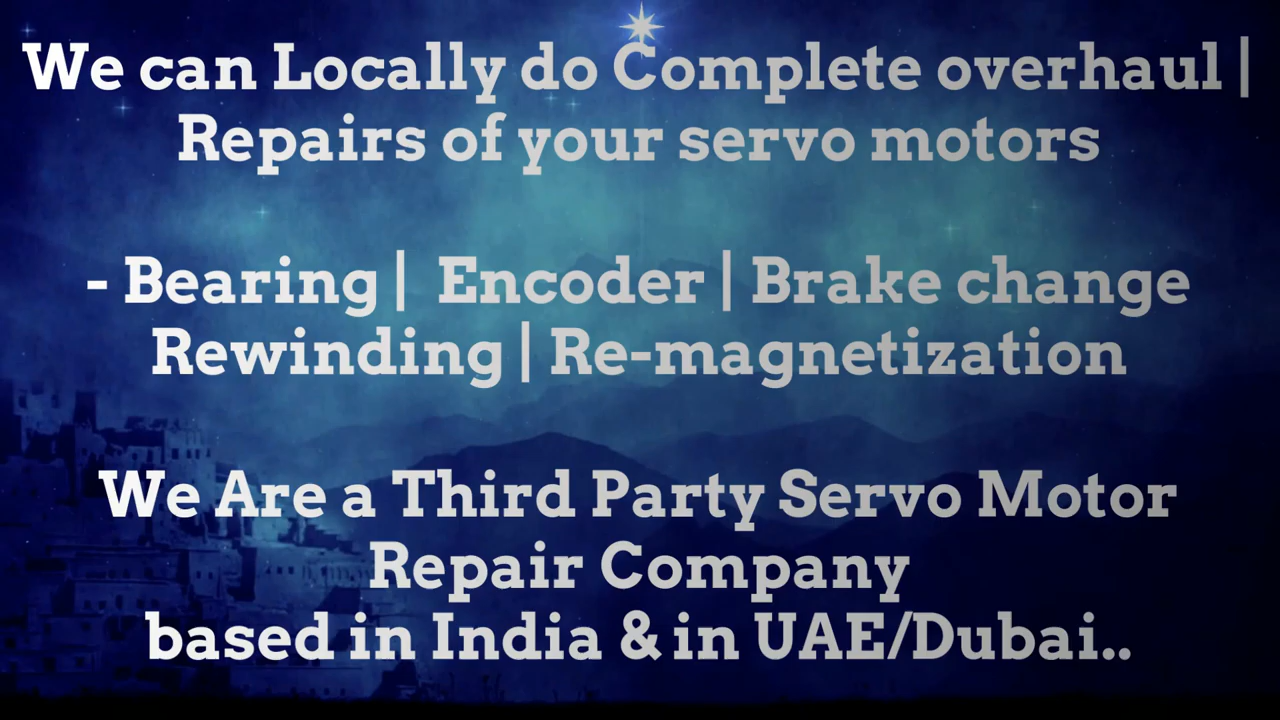 We can Locally do Complete overhaul |
Repairs of your servo motors
- Bearing | Encoder | Brake change
Rewinding | Re-magnetization
We Are a Third Party Servo Motor
Repair Company
based in India & in UAE/Dubai..